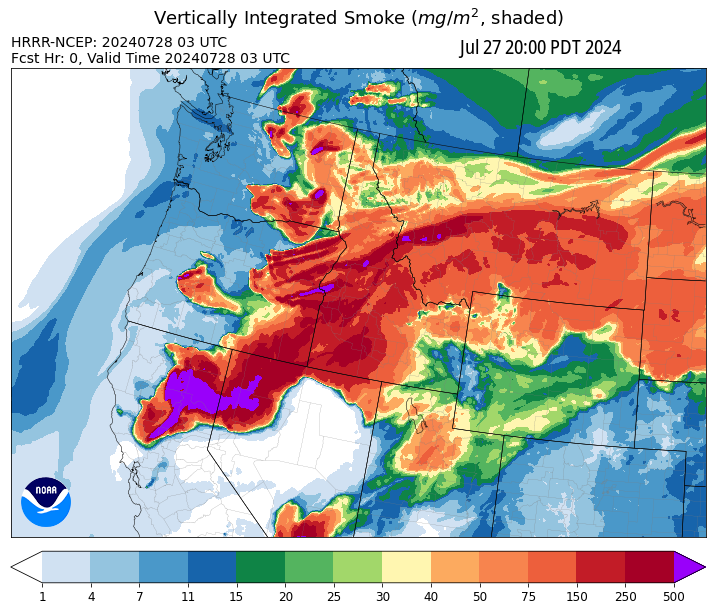 Vertically Integrated Smoke (mg/m², shaded)
HRRR-NCEP: 20240728 03 UTC
Jul 27 20:00 PDT 2024
Fcst Hr: 0, Valid Time 20240728 03 UTC
NOAA
1 4 7 11 15 20 25 30 40 50 75 150 250 500